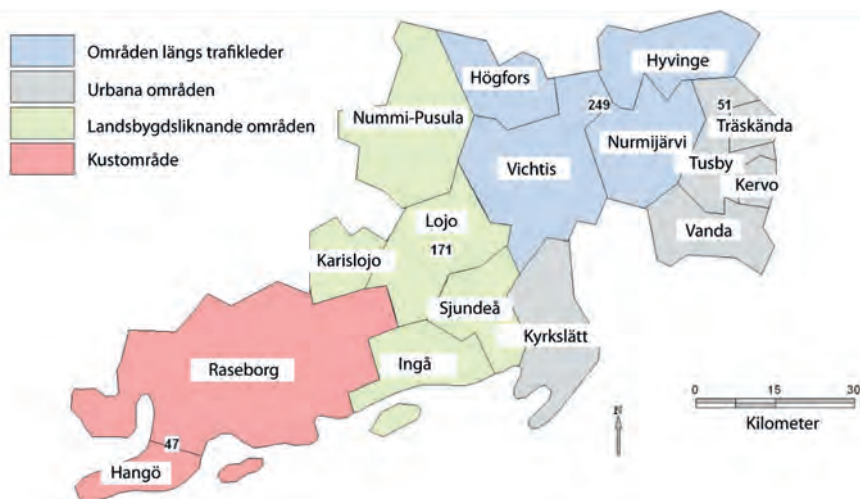 Områden längs trafikleder
Urbana områden
Landsbygdsliknande områden
Kustområde
Högfors
Hyvinge
Nummi-Pusula
249
51
Träskända
Nurmijärvi
Vichtis
Tusby
Kervo
Lojo
Vanda
171
Karislojo
Sjundeå
Kyrkslätt
Ingå
Raseborg
47
Hangö
0 15 30
Kilometer
N